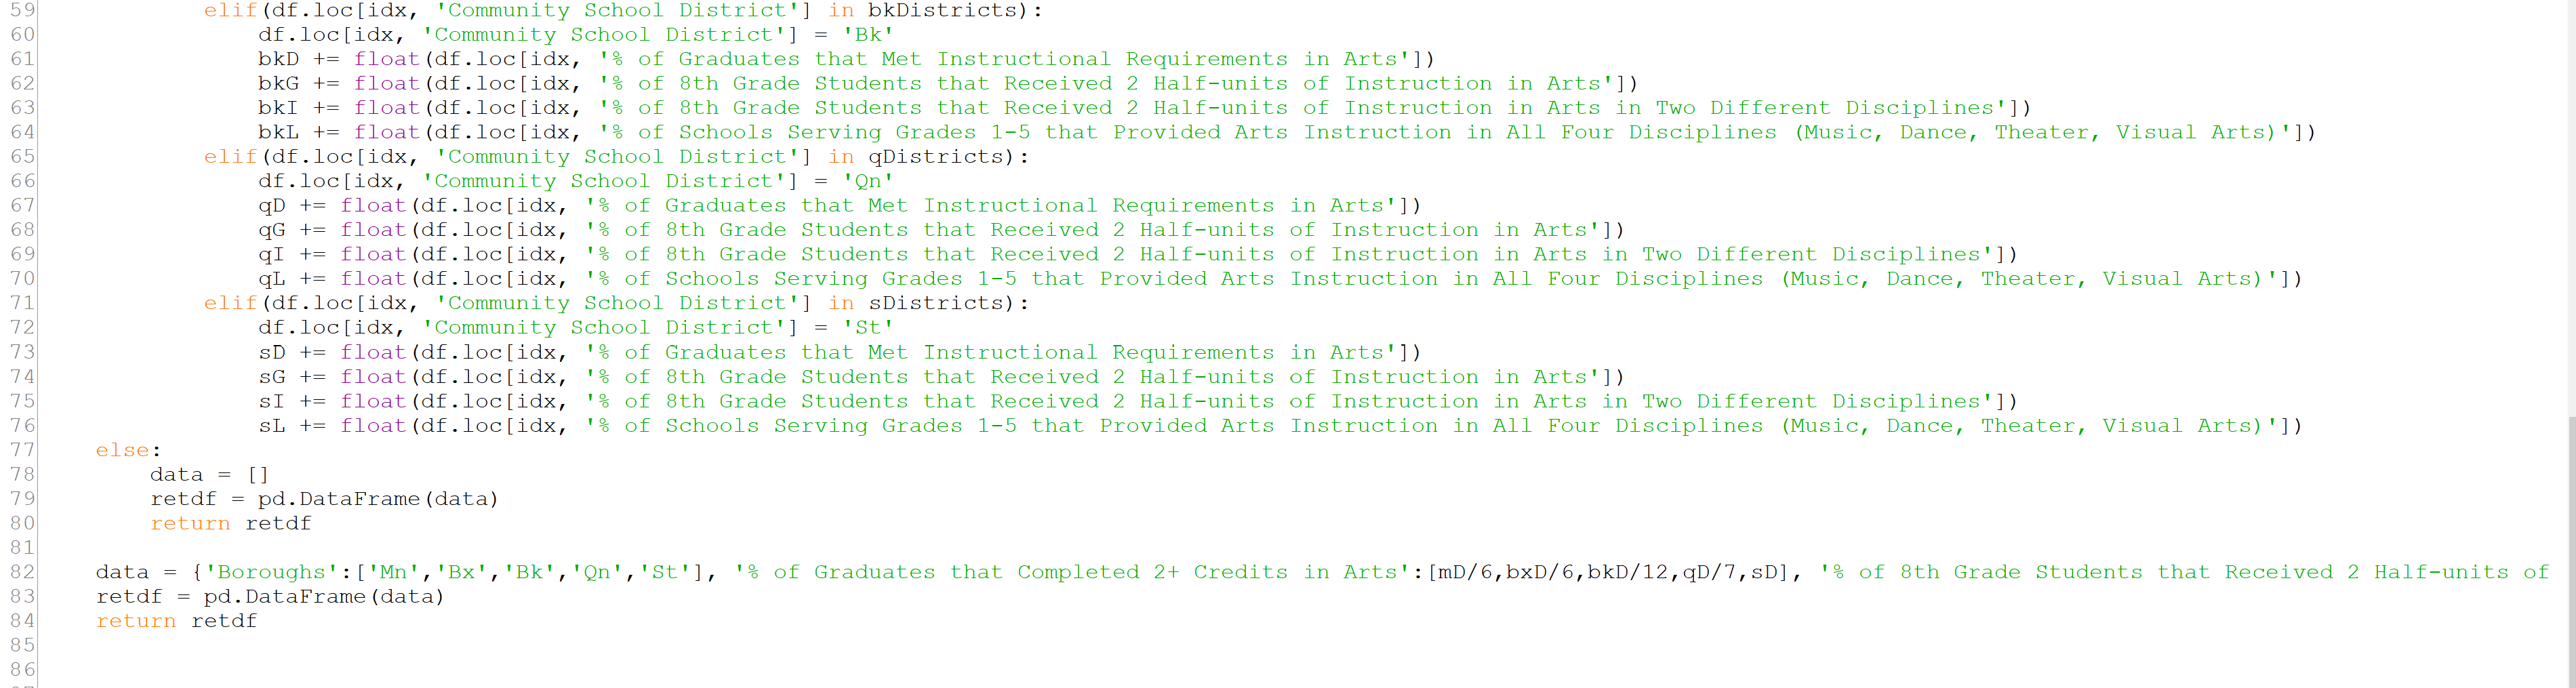 59 elif(df.loc[idx, 'Community School District'] in bkDistricts):
60 df.loc[idx, 'Community School District'] = 'Bk'
61 bkD += float(df.loc[idx, '% of Graduates that Met Instructional Requirements in Arts'])
62 bkG += float(df.loc[idx, '% of 8th Grade Students that Received 2 Half-units of Instruction in Arts'])
63 bkI += float(df.loc[idx, '% of 8th Grade Students that Received 2 Half-units of Instruction in Arts in Two Different Disciplines'])
64 bkL += float(df.loc[idx, '% of Schools Serving Grades 1-5 that Provided Arts Instruction in All Four Disciplines (Music, Dance, Theater, Visual Arts)'])
65 elif(df.loc[idx, 'Community School District'] in qDistricts):
66 df.loc[idx, 'Community School District'] = 'Qn'
67 qD += float(df.loc[idx, '% of Graduates that Met Instructional Requirements in Arts'])
68 qG += float(df.loc[idx, '% of 8th Grade Students that Received 2 Half-units of Instruction in Arts'])
69 qI += float(df.loc[idx, '% of 8th Grade Students that Received 2 Half-units of Instruction in Arts in Two Different Disciplines'])
70 qL += float(df.loc[idx, '% of Schools Serving Grades 1-5 that Provided Arts Instruction in All Four Disciplines (Music, Dance, Theater, Visual Arts)'])
71 elif(df.loc[idx, 'Community School District'] in sDistricts):
72 df.loc[idx, 'Community School District'] = 'St'
73 sD += float(df.loc[idx, '% of Graduates that Met Instructional Requirements in Arts'])
74 sG += float(df.loc[idx, '% of 8th Grade Students that Received 2 Half-units of Instruction in Arts'])
75 sI += float(df.loc[idx, '% of 8th Grade Students that Received 2 Half-units of Instruction in Arts in Two Different Disciplines'])
76 sL += float(df.loc[idx, '% of Schools Serving Grades 1-5 that Provided Arts Instruction in All Four Disciplines (Music, Dance, Theater, Visual Arts)'])
77 else:
78 data = []
79 retdf = pd.DataFrame(data)
80 return retdf
81
82 data = {'Boroughs':['Mn','Bx','Bk','Qn','St'], '% of Graduates that Completed 2+ Credits in Arts':[mD/6,bxD/6,bkD/12,qD/7,sD], '% of 8th Grade Students that Received 2 Half-units of
83 retdf = pd.DataFrame(data)
84 return retdf
85
86